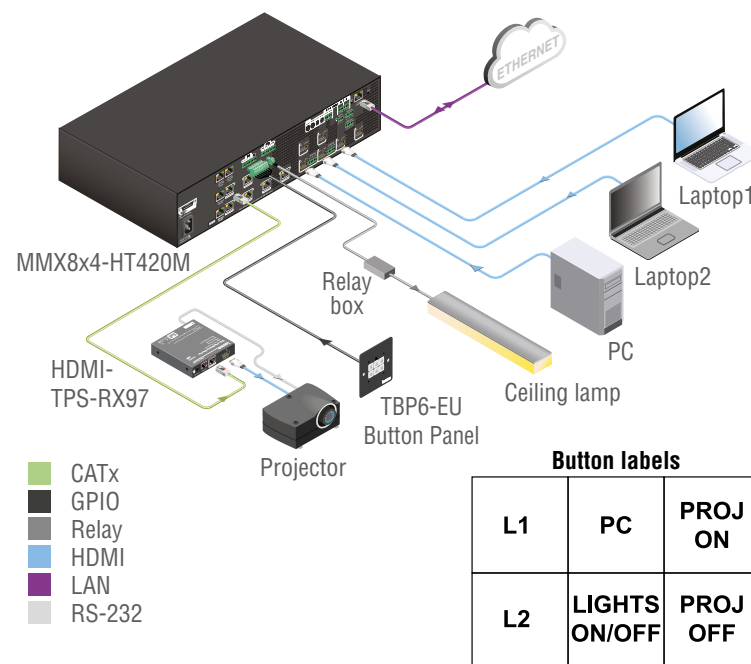 ETHERNET
Laptop1
MMX8x4-HT420M
Laptop2
Relay
box
PC
HDMI-
TPS-RX97
Ceiling lamp
TBP6-EU
Button Panel
Projector
CATx
GPIO
Relay
HDMI
LAN
RS-232
Button labels
L1
PC
PROJ
ON
L2
LIGHTS
ON/OFF
PROJ
OFF